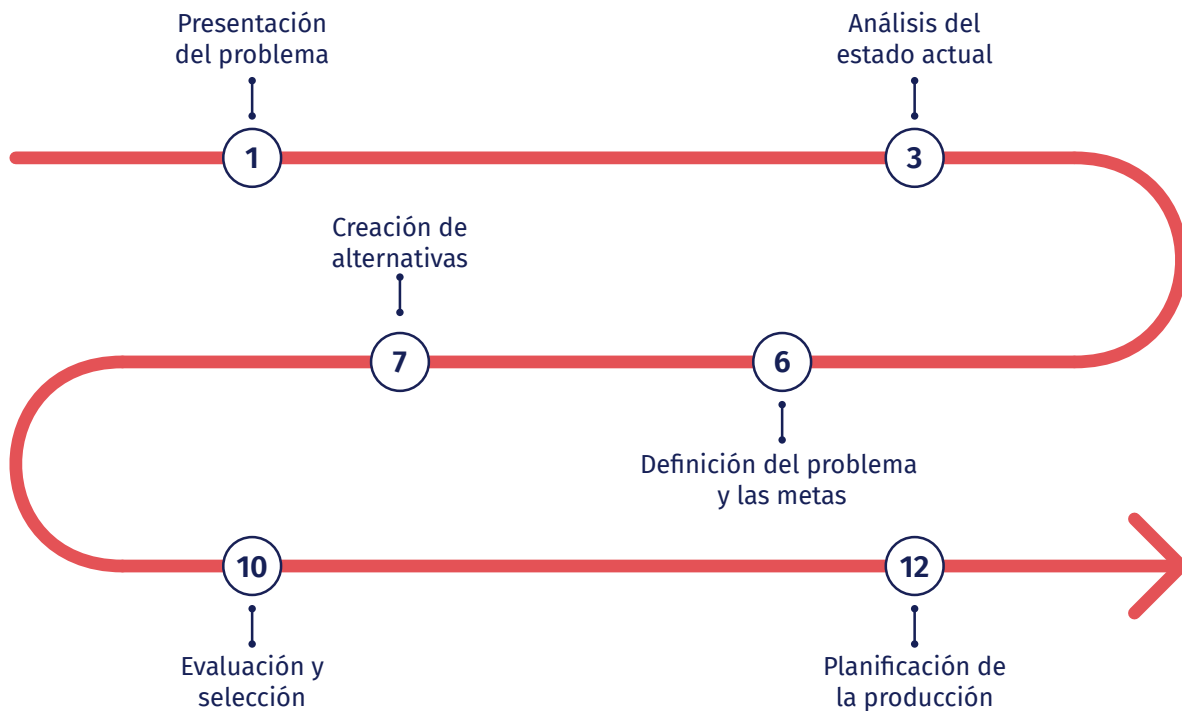 Presentación
del problema
1
Análisis del
estado actual
3
Definición del problema
y las metas
6
Creación de
alternativas
7
10
Evaluación y
selección
12
Planificación de
la producción